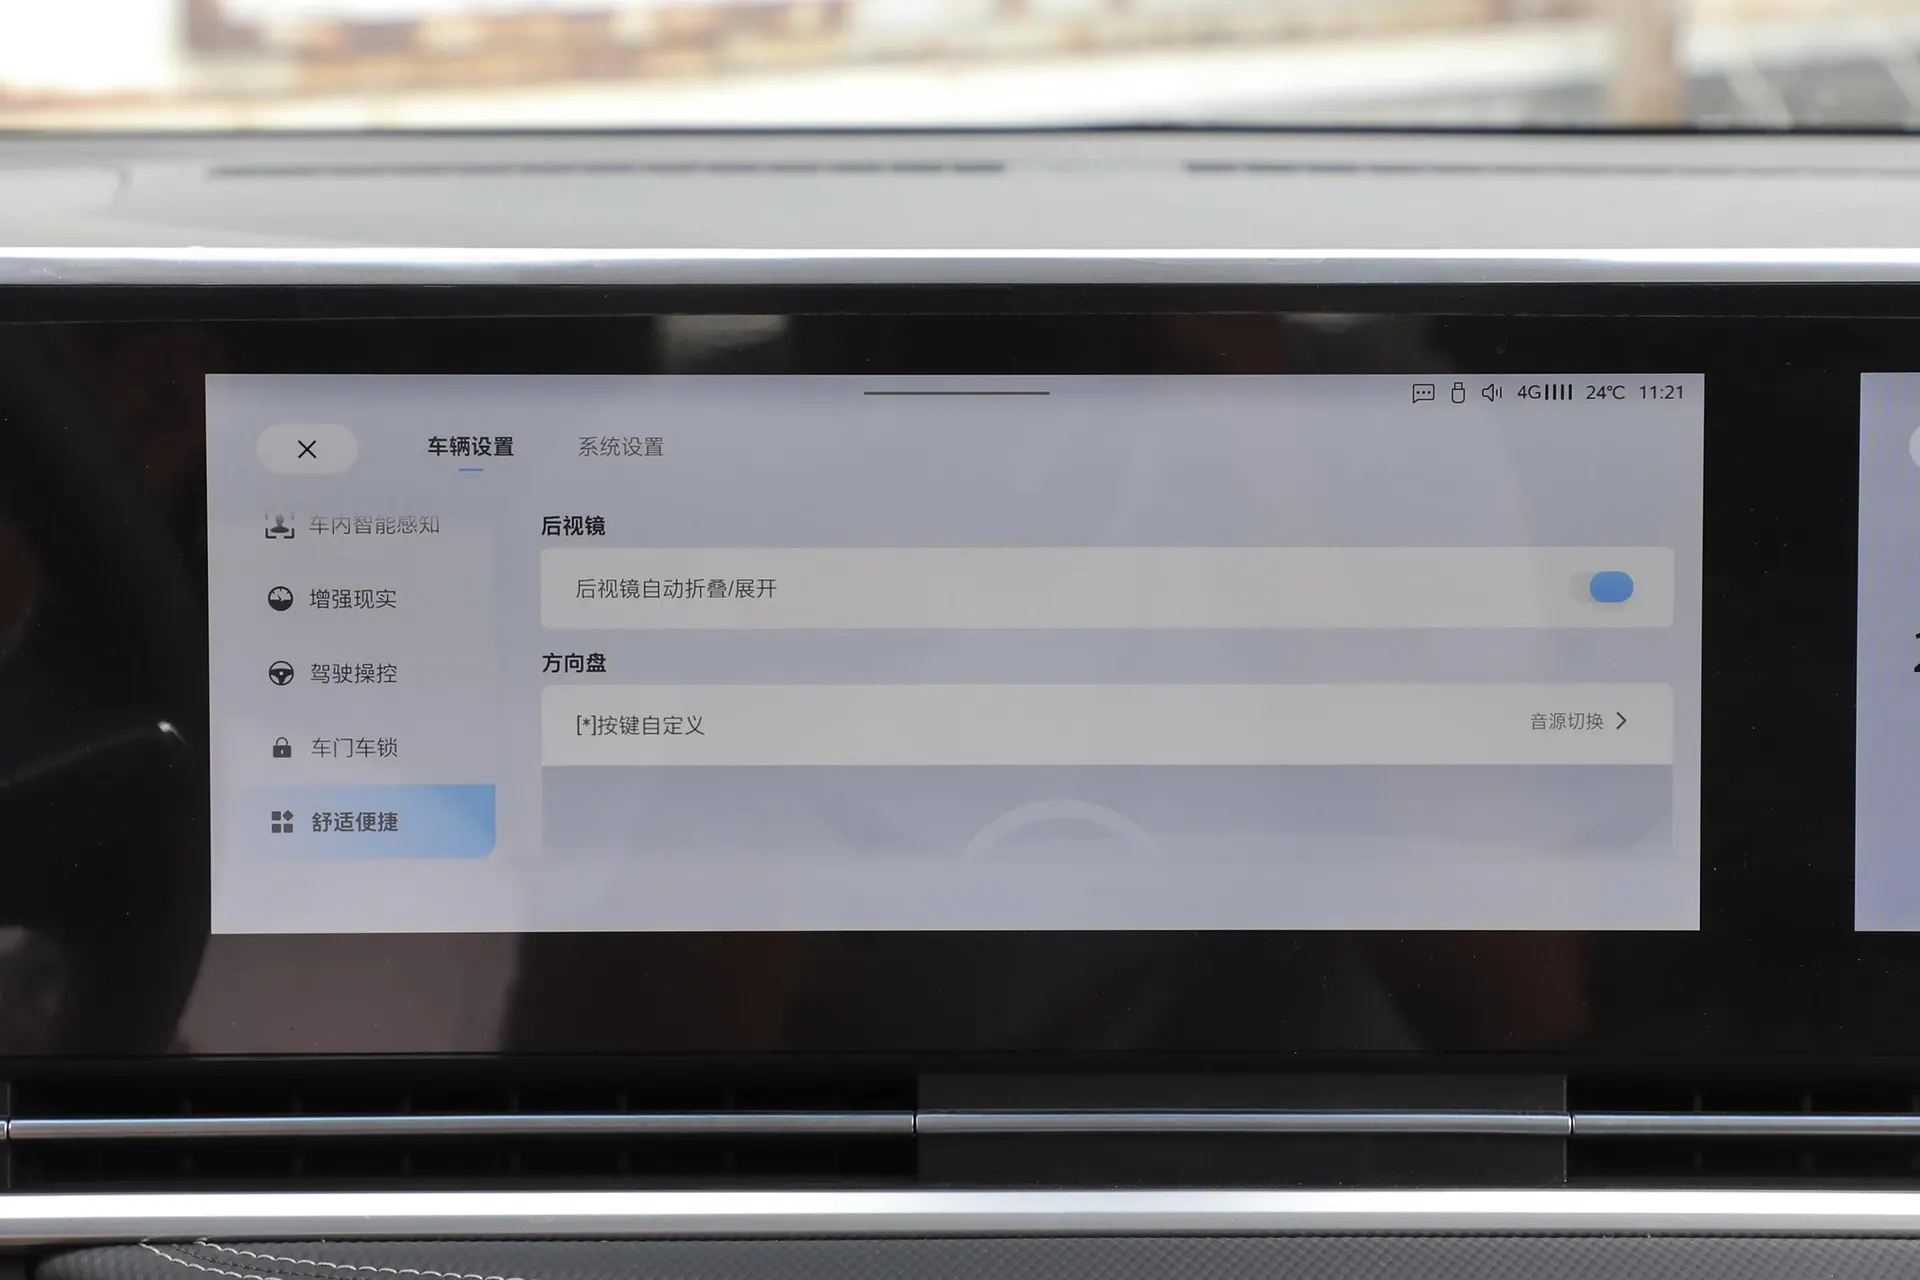 4G 24℃ 11:21
车辆设置 系统设置
车内智能感知
增强现实
驾驶操控
车门车锁
舒适便捷
后视镜
后视镜自动折叠/展开
方向盘
[*]按键自定义 音源切换